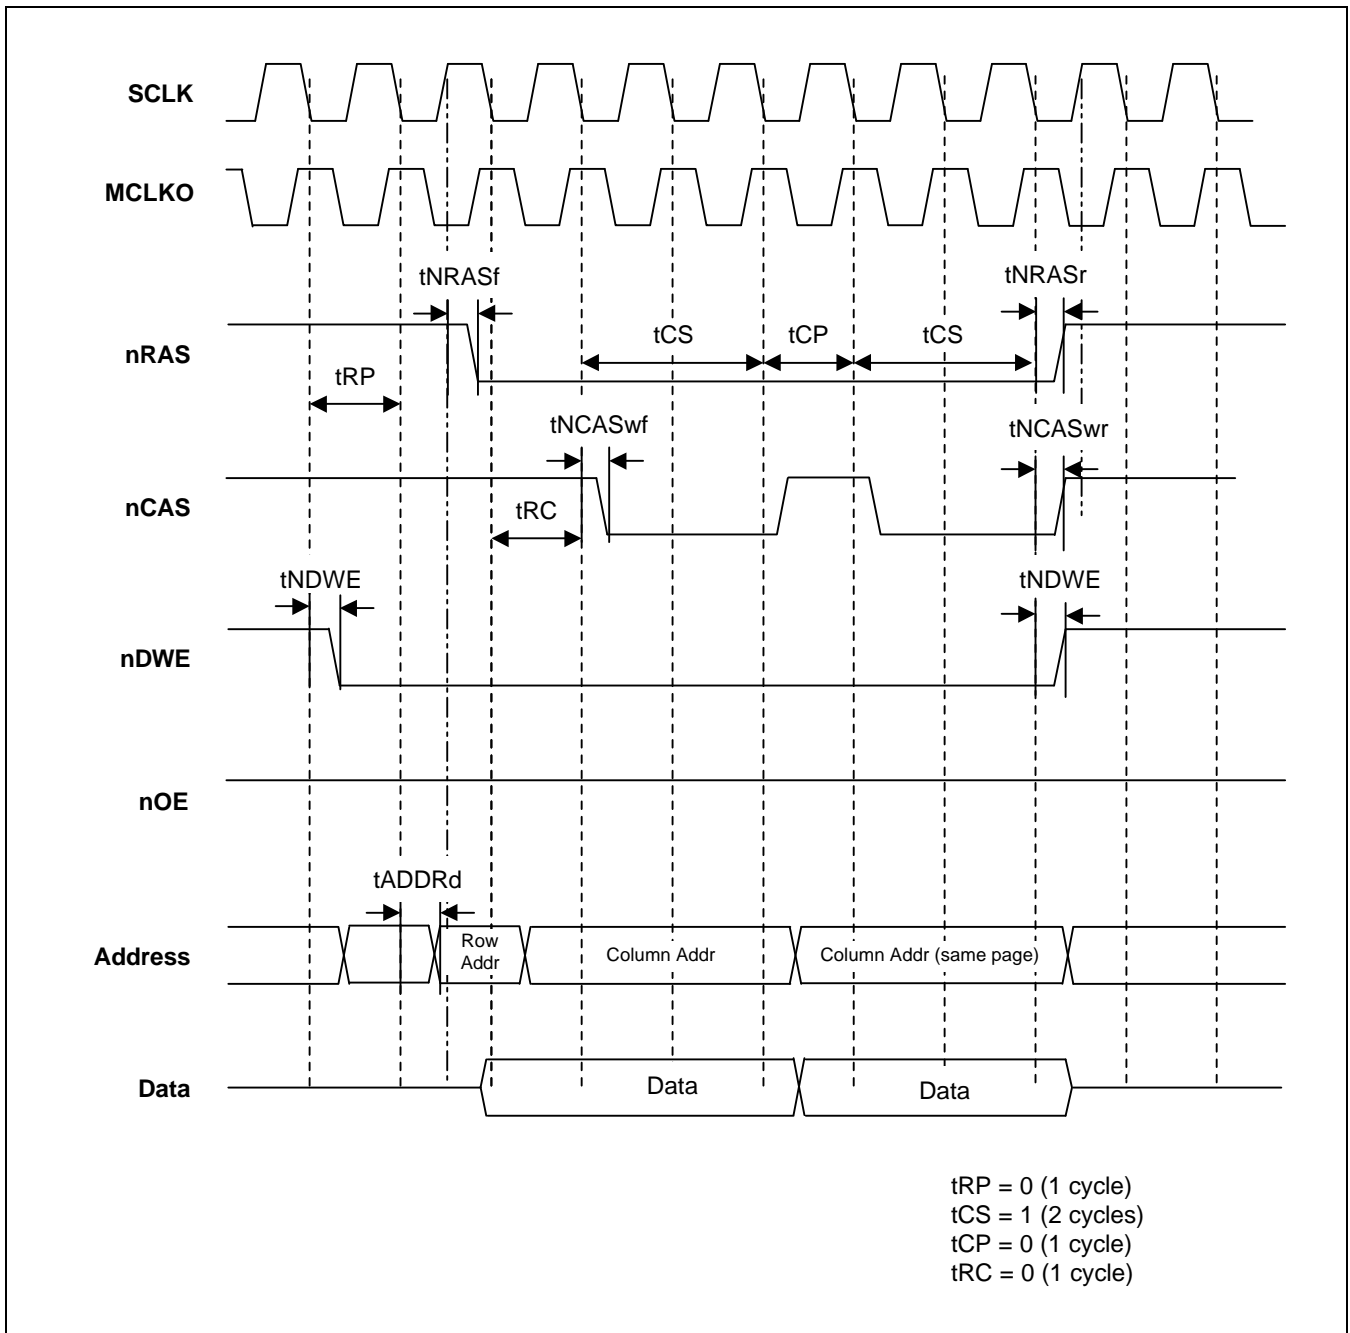 SCLK
MCLKO
tNRASf
tNRASr
nRAS
tCS
tCP
tCS
tRP
tNCASwf
tNCASwr
nCAS
tRC
tNDWE
tNDWE
nDWE
nOE
tADDRd
Address
Row
Addr
Column Addr
Column Addr (same page)
Data
Data
Data
tRP = 0 (1 cycle)
tCS = 1 (2 cycles)
tCP = 0 (1 cycle)
tRC = 0 (1 cycle)